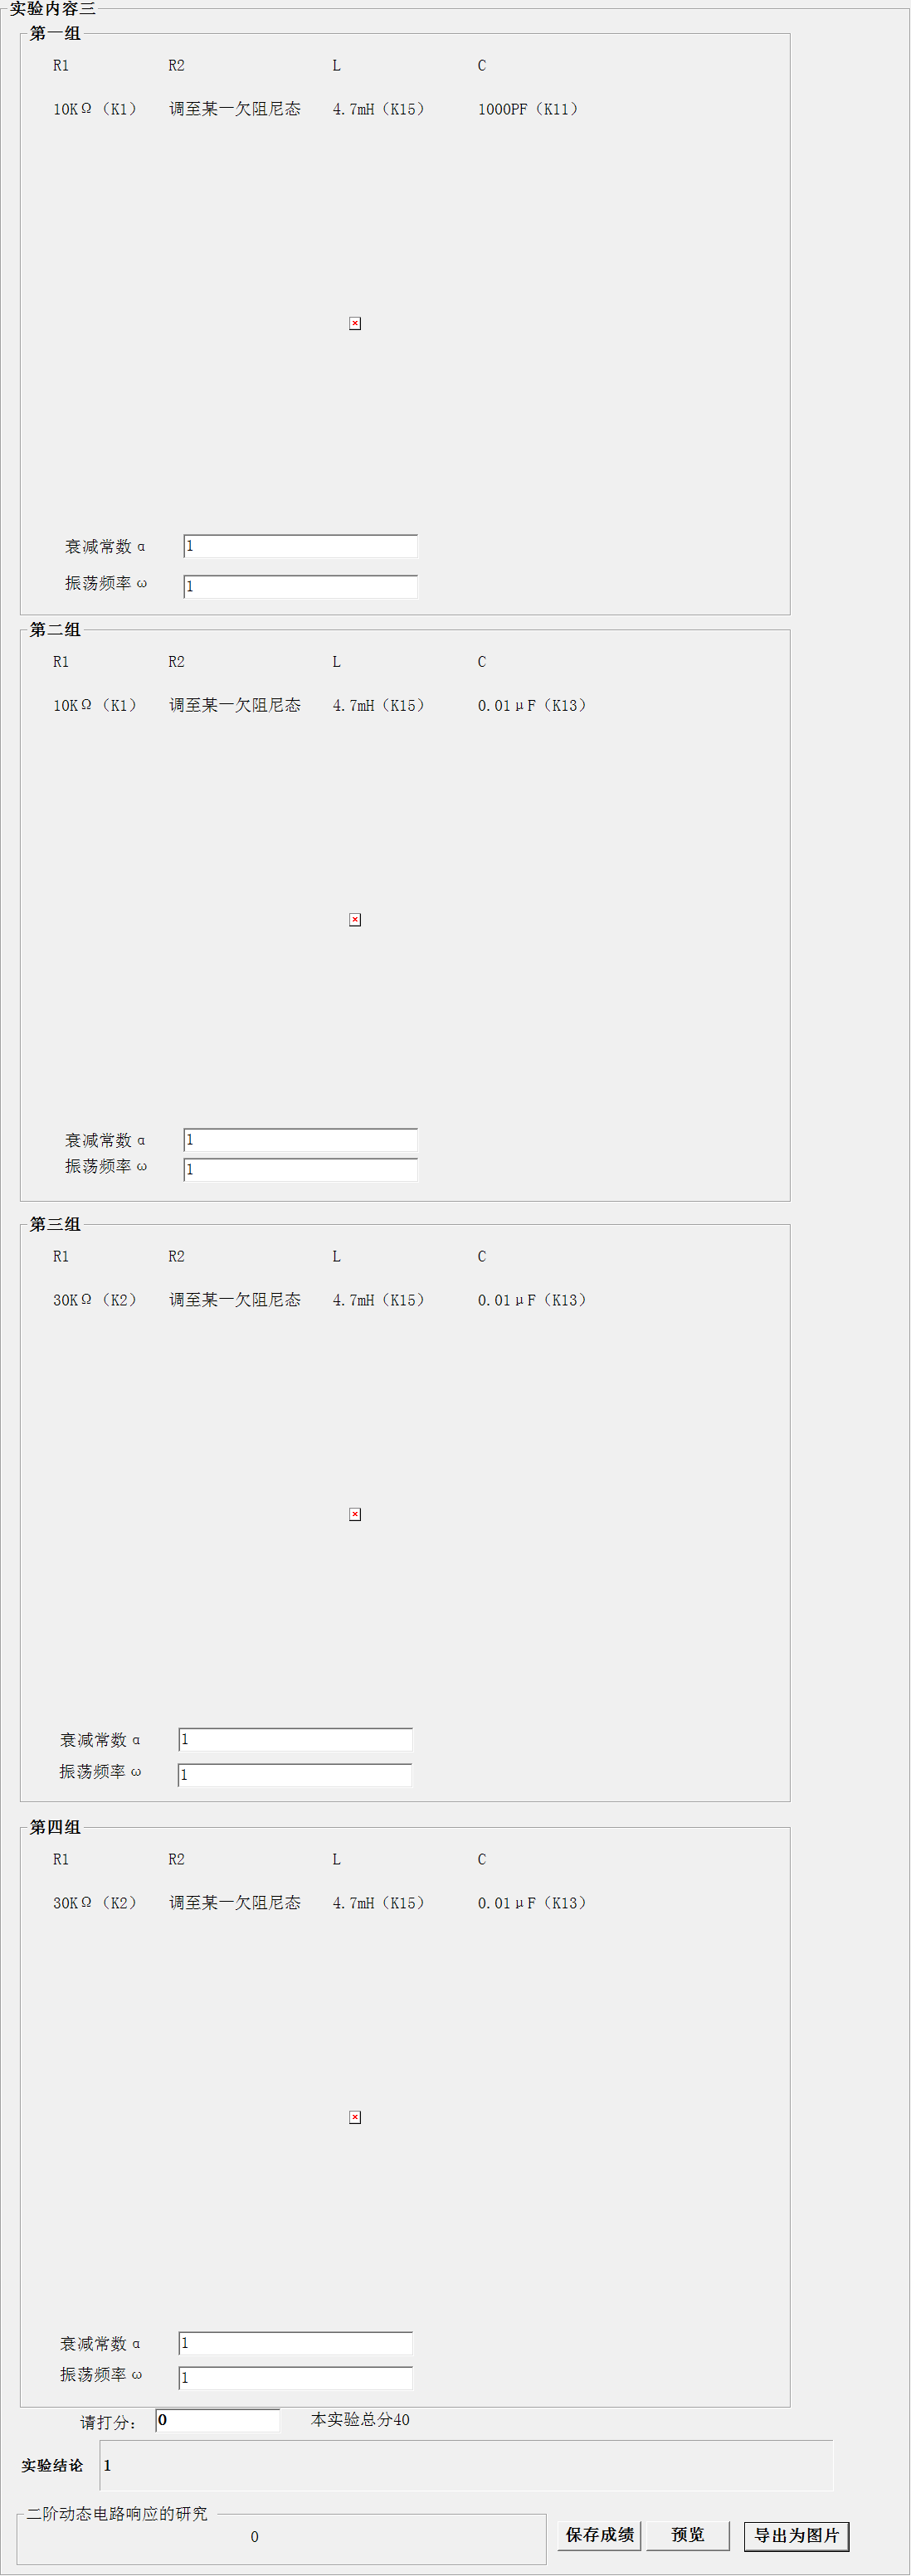 实验内容三
第一组
R1 R2 L C
10KΩ（K1） 调至某一欠阻尼态 4.7mH（K15） 1000PF（K11）
衰减常数α 1
振荡频率ω 1
第二组
R1 R2 L C
10KΩ（K1） 调至某一欠阻尼态 4.7mH（K15） 0.01μF（K13）
衰减常数α 1
振荡频率ω 1
第三组
R1 R2 L C
30KΩ（K2） 调至某一欠阻尼态 4.7mH（K15） 0.01μF（K13）
衰减常数α 1
振荡频率ω 1
第四组
R1 R2 L C
30KΩ（K2） 调至某一欠阻尼态 4.7mH（K15） 0.01μF（K13）
衰减常数α 1
振荡频率ω 1
请打分： 0 本实验总分40
实验结论 1
二阶动态电路响应的研究
0 保存成绩 预览 导出为图片